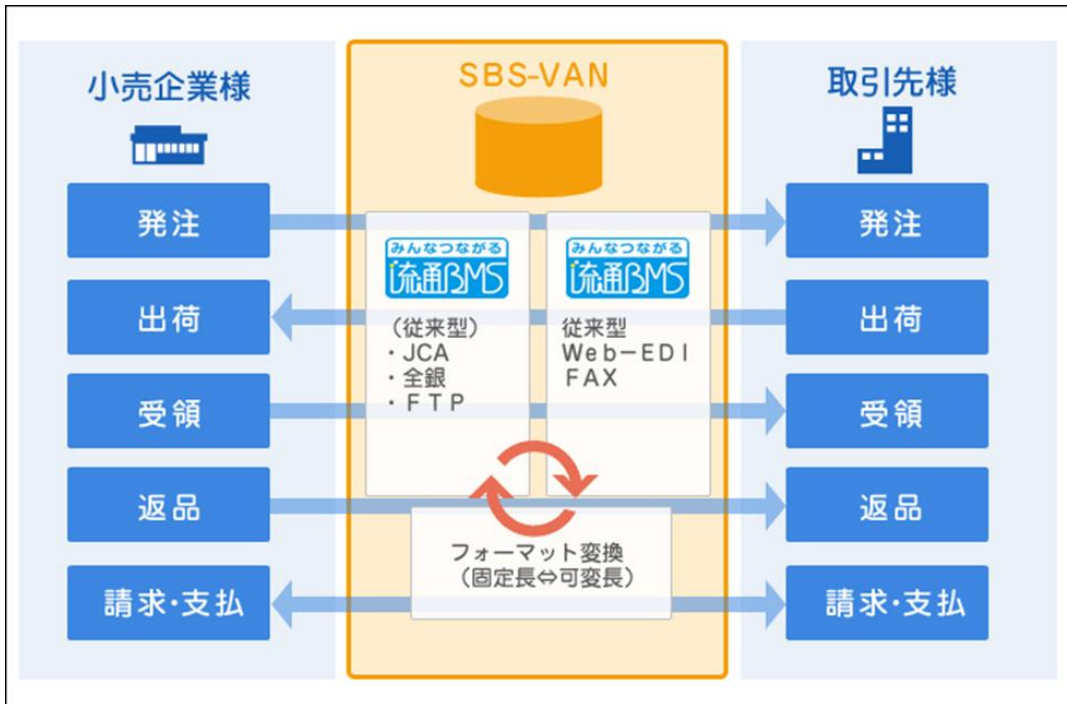 小売企業様
発注
出荷
受領
返品
請求・支払
SBS-VAN
みんなつながる
流通BMS
（従来型）
・JCA
・全銀
・ＦＴＰ
みんなつながる
流通BMS
従来型
Ｗｅｂ－ＥＤＩ
ＦＡＸ
フォーマット変換
（固定長⇔可変長）
取引先様
発注
出荷
受領
返品
請求・支払